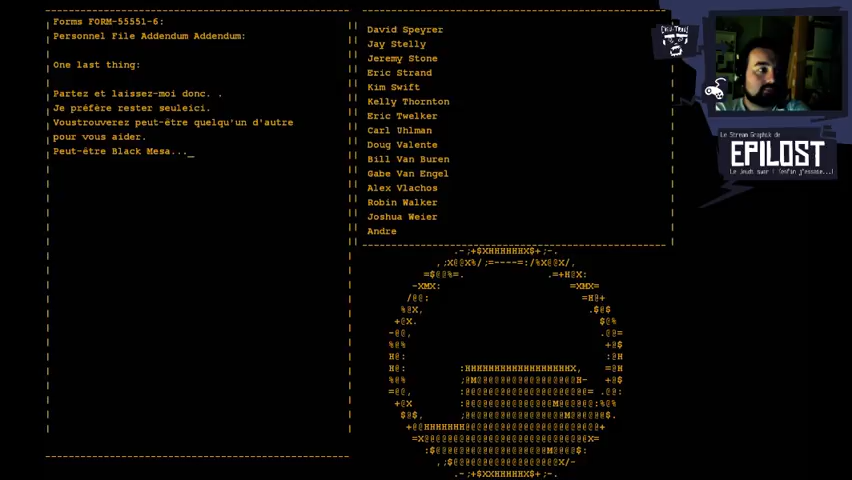 Forms FORM-55551-6:
Personnel File Addendum Addendum:
One last thing:
Partez et laissez-moi donc. .
Je préfère rester seuleici.
Voustrouverez peut-être quelqu'un d'autre
pour vous aider.
Peut-être Black Mesa..._
David Speyrer
Jay Stelly
Jeremy Stone
Eric Strand
Kim Swift
Kelly Thornton
Eric Twelker
Carl Uhlman
Doug Valente
Bill Van Buren
Gabe Van Engel
Alex Vlachos
Robin Walker
Joshua Weier
Andre
Le Stream Graphik de
EPILOST